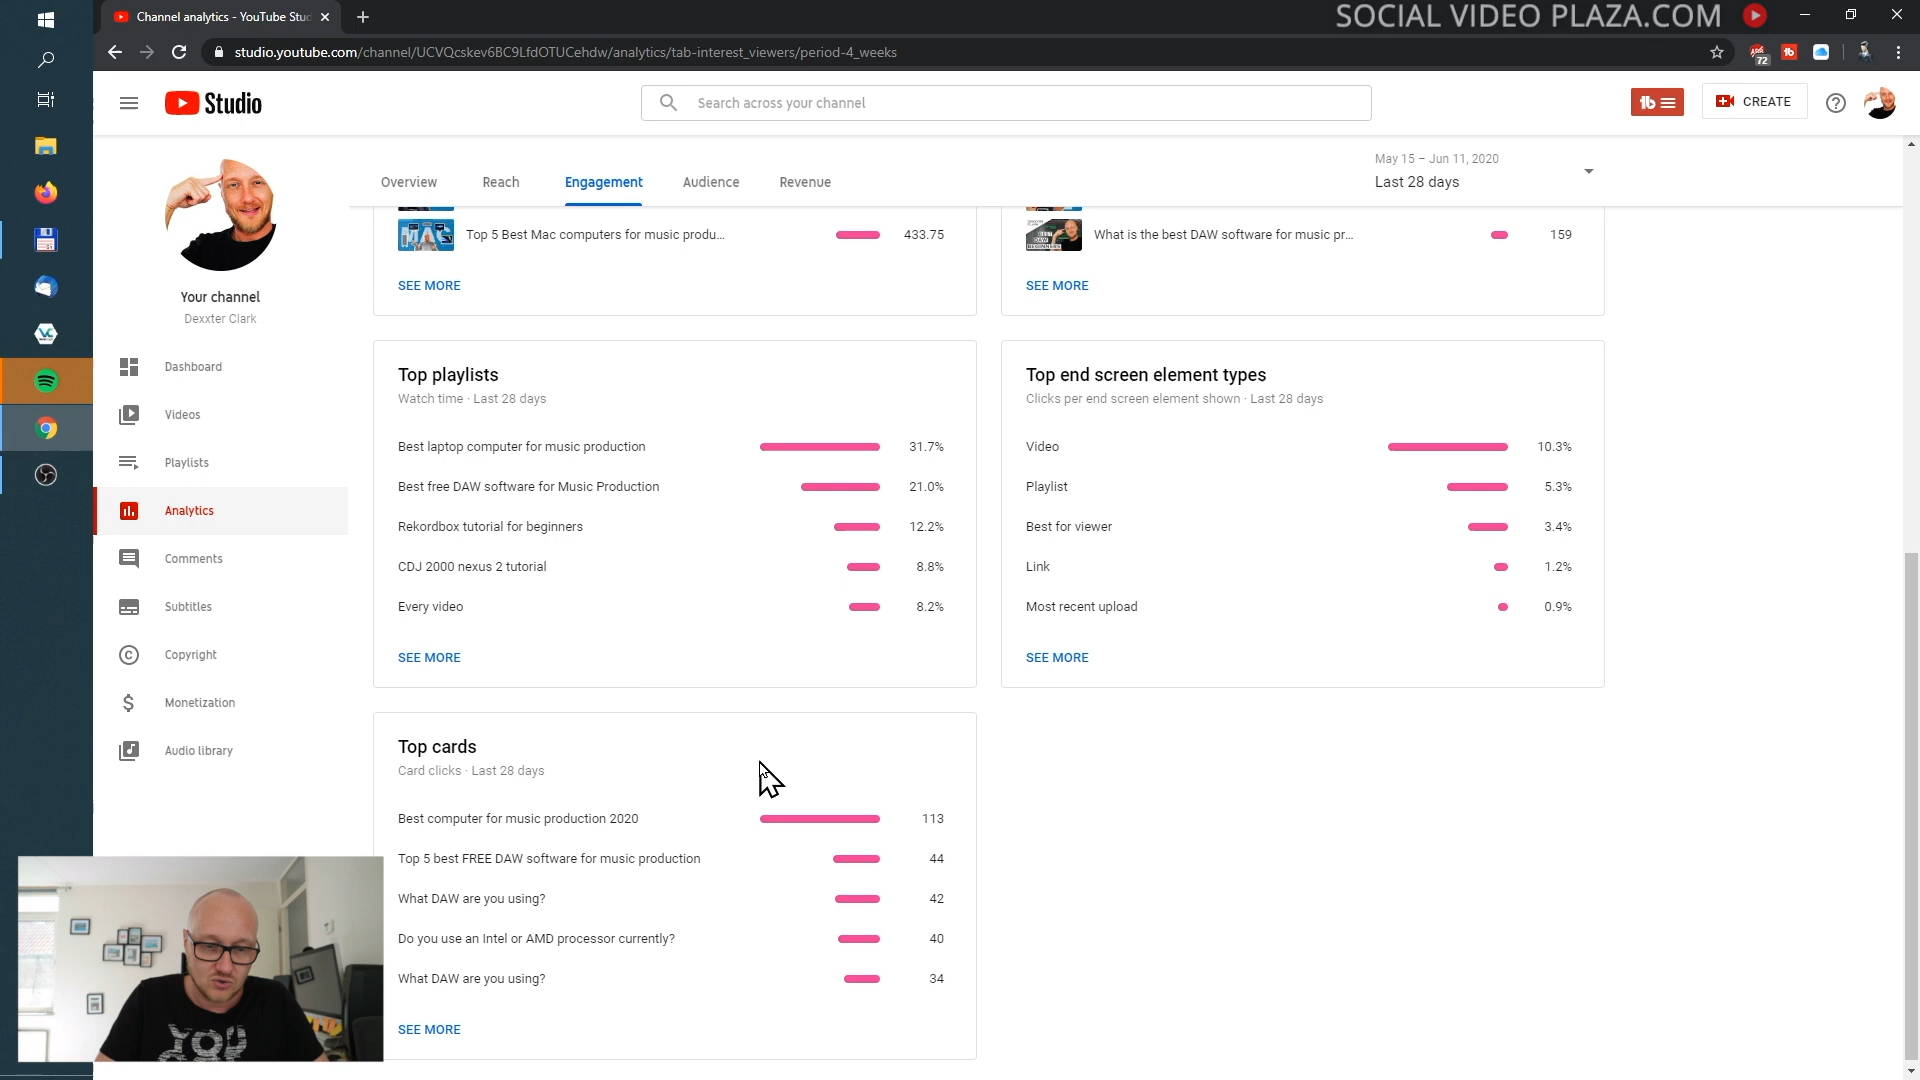 Channel analytics - YouTube Stud
SOCIAL VIDEO PLAZA.COM
studio.youtube.com/channel/UCVQcskev6BC9LfdOTUCehdw/analytics/tab-interest_viewers/period-4_weeks
72
Studio
Search across your channel
CREATE
Your channel
Dexxter Clark
Dashboard
Videos
Playlists
Analytics
Comments
Subtitles
Copyright
Monetization
Audio library
Overview
Reach
Engagement
Audience
Revenue
May 15 – Jun 11, 2020
Last 28 days
Top 5 Best Mac computers for music produ... 433.75
SEE MORE
What is the best DAW software for music pr... 159
SEE MORE
Top playlists
Watch time · Last 28 days
Best laptop computer for music production 31.7%
Best free DAW software for Music Production 21.0%
Rekordbox tutorial for beginners 12.2%
CDJ 2000 nexus 2 tutorial 8.8%
Every video 8.2%
SEE MORE
Top end screen element types
Clicks per end screen element shown · Last 28 days
Video 10.3%
Playlist 5.3%
Best for viewer 3.4%
Link 1.2%
Most recent upload 0.9%
SEE MORE
Top cards
Card clicks · Last 28 days
Best computer for music production 2020 113
Top 5 best FREE DAW software for music production 44
What DAW are you using? 42
Do you use an Intel or AMD processor currently? 40
What DAW are you using? 34
SEE MORE